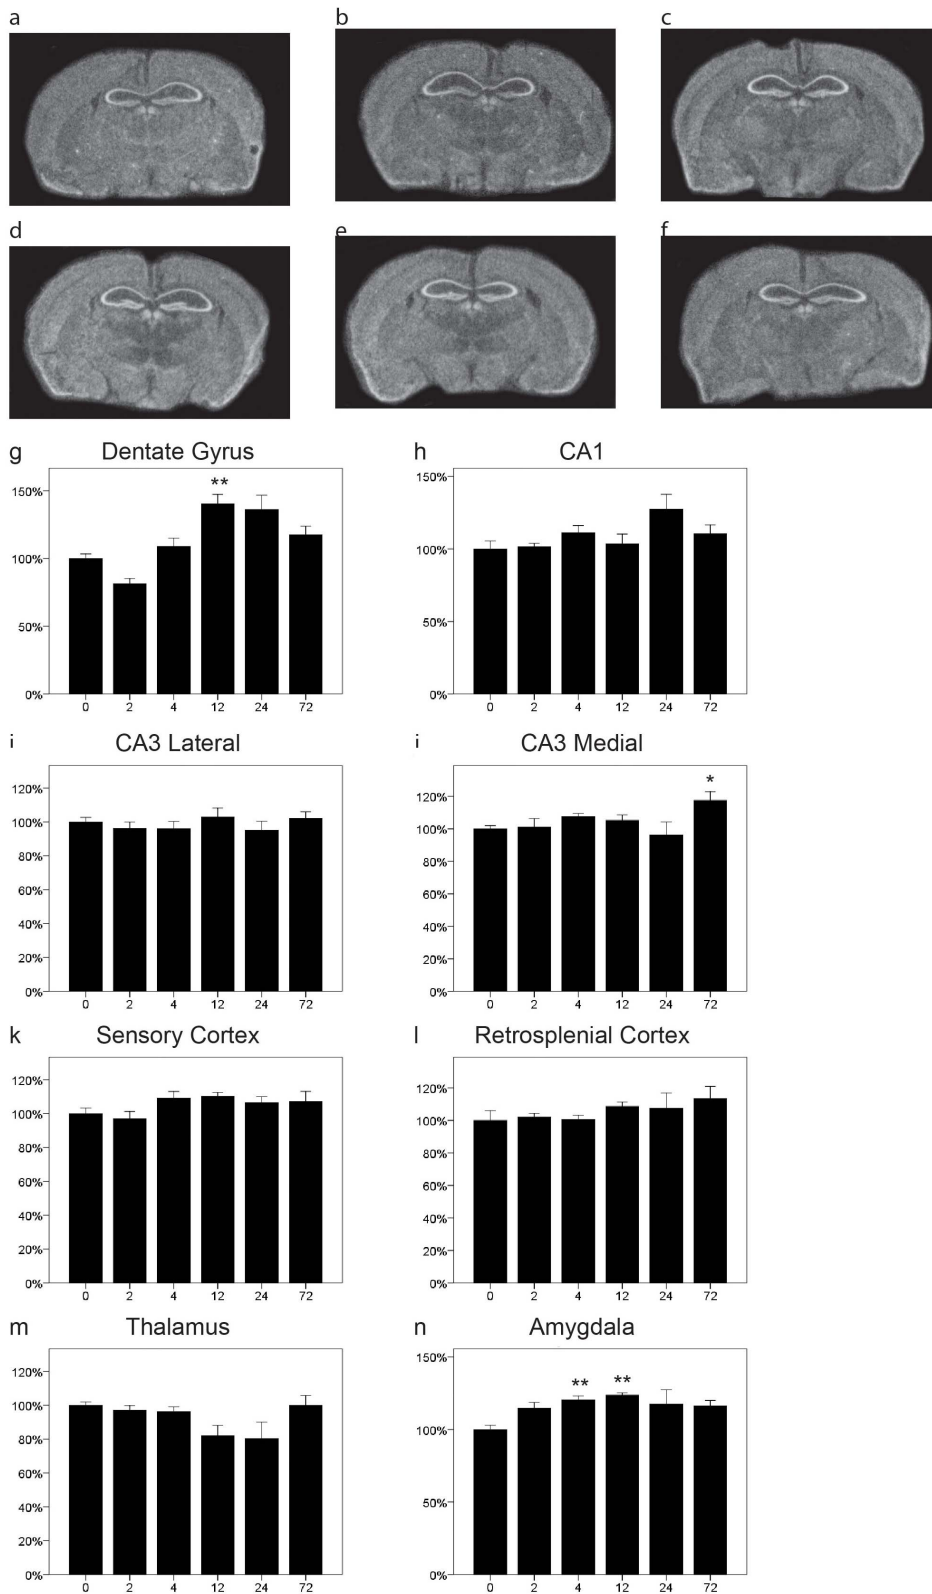 a b c
d e f
g Dentate Gyrus
**
150%
100%
50%
0%
0 2 4 12 24 72
h CA1
150%
100%
50%
0%
0 2 4 12 24 72
i CA3 Lateral
120%
100%
80%
60%
40%
20%
0%
0 2 4 12 24 72
i CA3 Medial
*
120%
100%
80%
60%
40%
20%
0%
0 2 4 12 24 72
k Sensory Cortex
120%
100%
80%
60%
40%
20%
0%
0 2 4 12 24 72
l Retrosplenial Cortex
120%
100%
80%
60%
40%
20%
0%
0 2 4 12 24 72
m Thalamus
120%
100%
80%
60%
40%
20%
0%
0 2 4 12 24 72
n Amygdala
** **
150%
100%
50%
0%
0 2 4 12 24 72